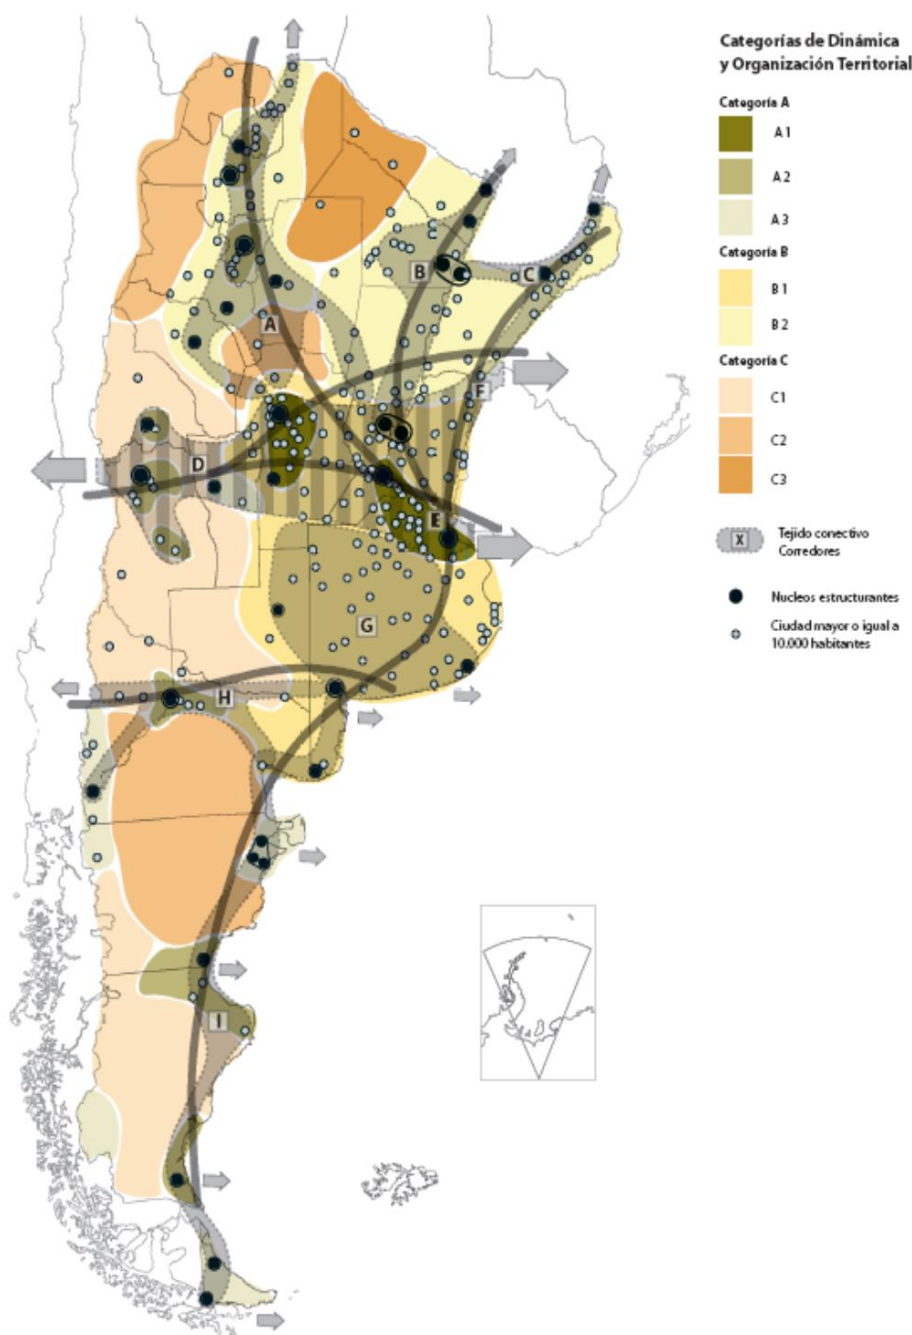 Categorías de Dinámica
y Organización Territorial
Categoría A
A 1
A 2
A 3
Categoría B
B 1
B 2
Categoría C
C1
C2
C3
X
Tejido conectivo
Corredores
Nucleos estructurantes
Ciudad mayor o igual a
10.000 habitantes
A
B
C
F
D
E
G
H
I